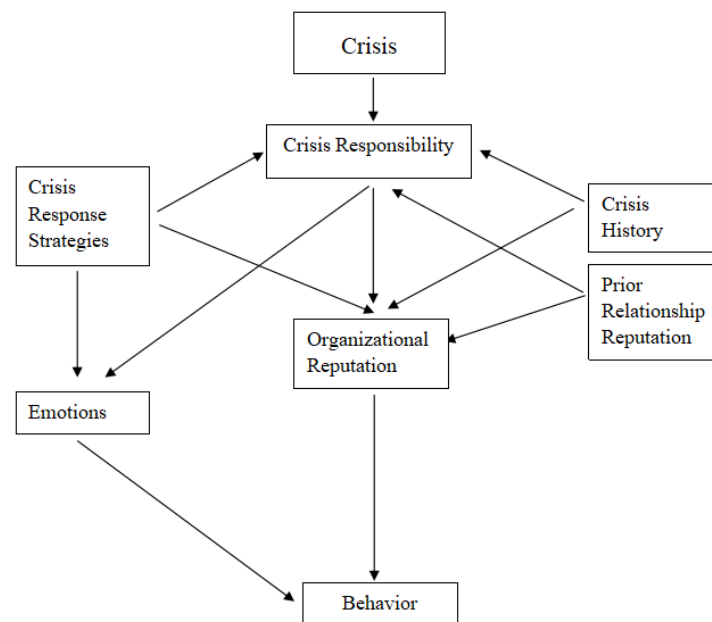 Crisis
Crisis Responsibility
Crisis
Response
Strategies
Crisis
History
Prior
Relationship
Reputation
Organizational
Reputation
Emotions
Behavior